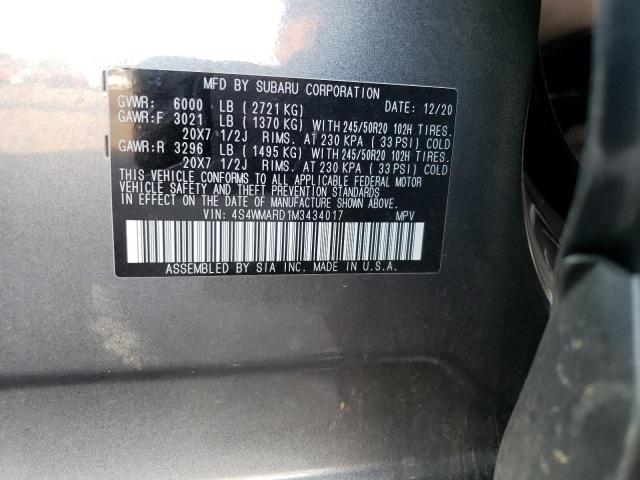 MFD BY SUBARU CORPORATION
GVWR: 6000 LB (2721 KG) DATE: 12/20
GAWR:F 3021 LB (1370 KG) WITH 245/50R20 102H TIRES.
20X7 1/2J RIMS. AT 230 KPA (33 PSI) COLD
GAWR:R 3296 LB (1495 KG) WITH 245/50R20 102H TIRES.
20X7 1/2J RIMS. AT 230 KPA (33 PSI) COLD
THIS VEHICLE CONFORMS TO ALL APPLICABLE FEDERAL MOTOR
VEHICLE SAFETY AND THEFT PREVENTION STANDARDS
IN EFFECT ON THE DATE OF MANUFACTURE SHOWN ABOVE.
VIN: 4S4WMARD1M3434017 MPV
ASSEMBLED BY SIA INC. MADE IN U.S.A.